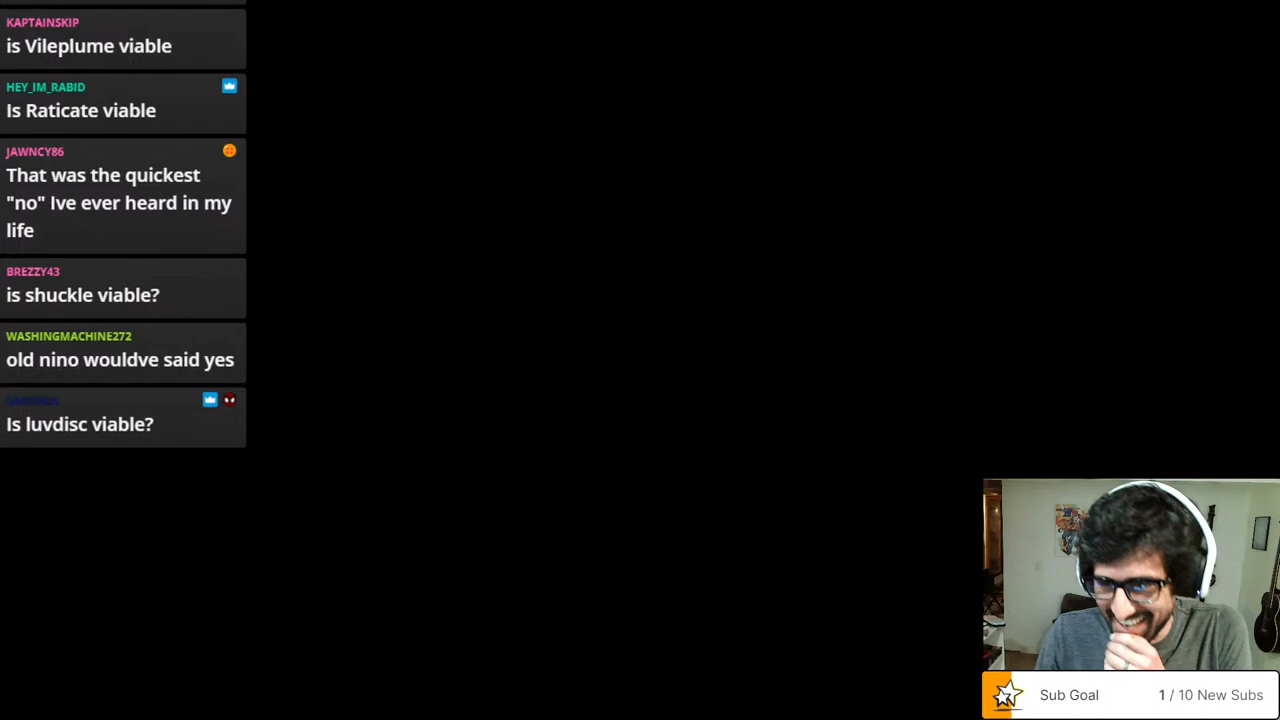 KAPTAINSKIP
is Vileplume viable
HEY_IM_RABID
Is Raticate viable
JAWNCY86
That was the quickest
"no" Ive ever heard in my
life
BREZZY43
is shuckle viable?
WASHINGMACHINE272
old nino wouldve said yes
Is luvdisc viable?
Sub Goal 1 / 10 New Subs